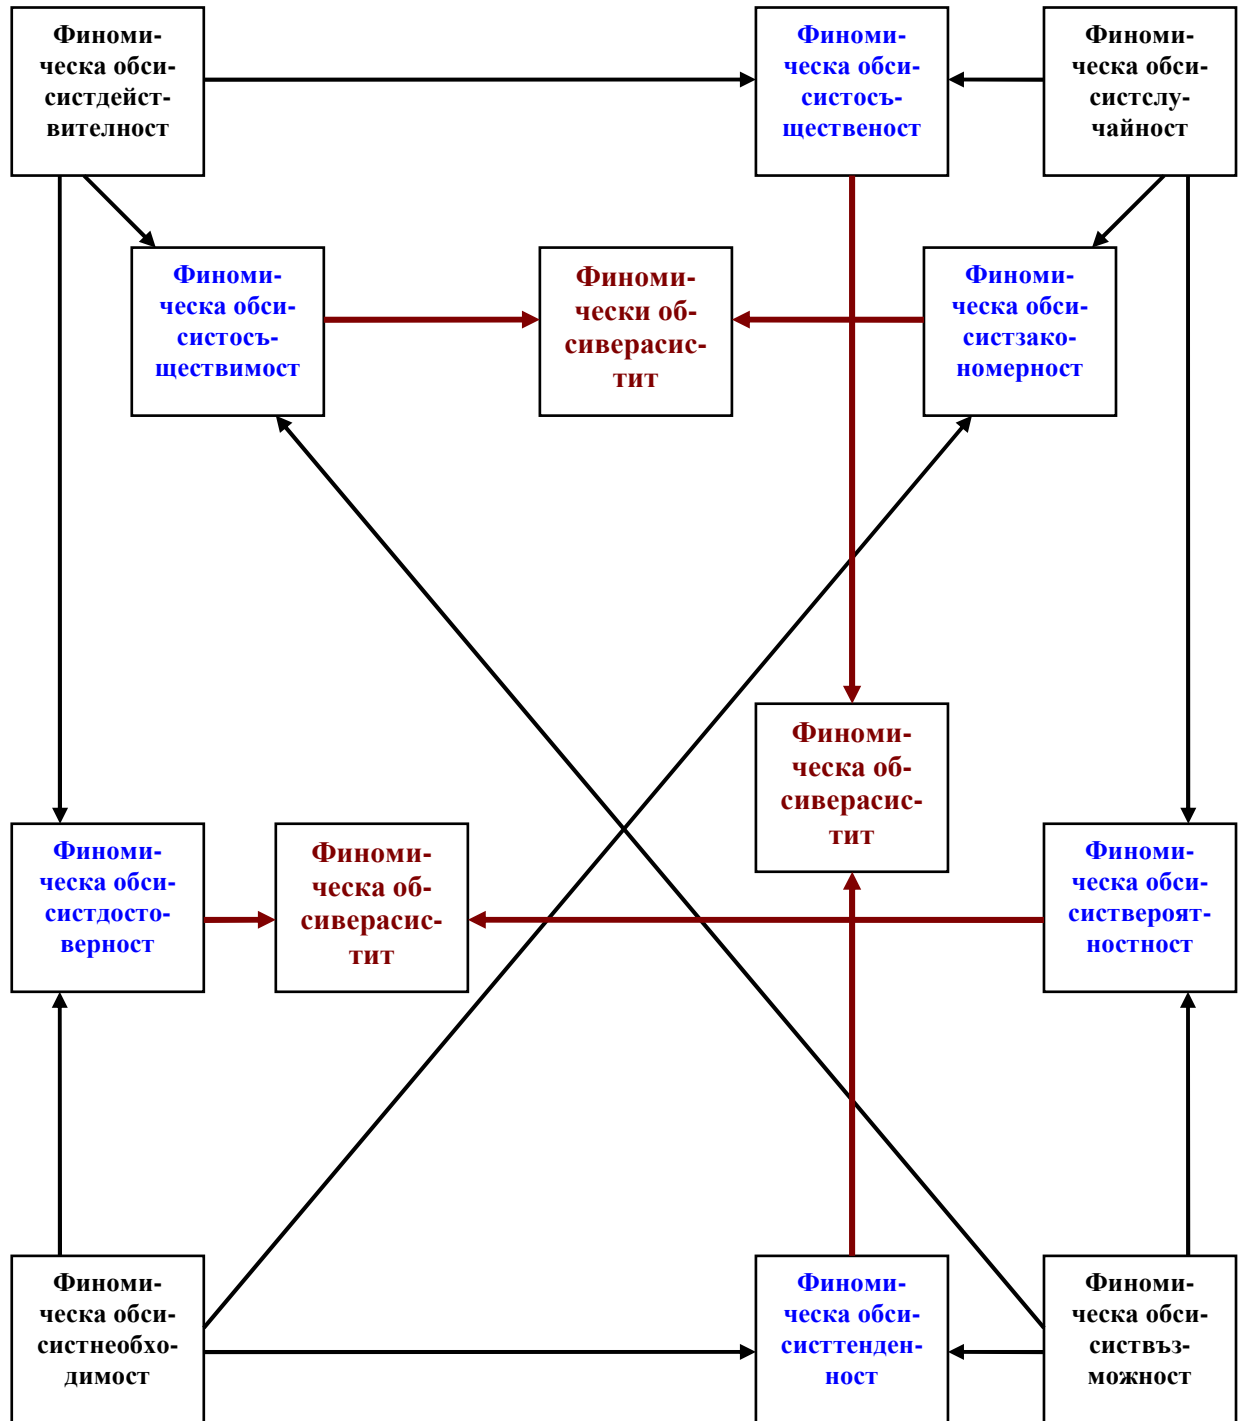 Финоми-
ческа обси-
систдейст-
вителност
Финоми-
ческа обси-
систосъ-
щественост
Финоми-
ческа обси-
систслу-
чайност
Финоми-
ческа обси-
систосъ-
ществимост
Финоми-
чески об-
сиверасис-
тит
Финоми-
ческа обси-
систзако-
номерност
Финоми-
ческа об-
сиверасис-
тит
Финоми-
ческа обси-
систдосто-
верност
Финоми-
ческа об-
сиверасис-
тит
Финоми-
ческа обси-
систвероят-
ностност
Финоми-
ческа обси-
систнеобхо-
димост
Финоми-
ческа обси-
систтенден-
ност
Финоми-
ческа обси-
систвъз-
можност